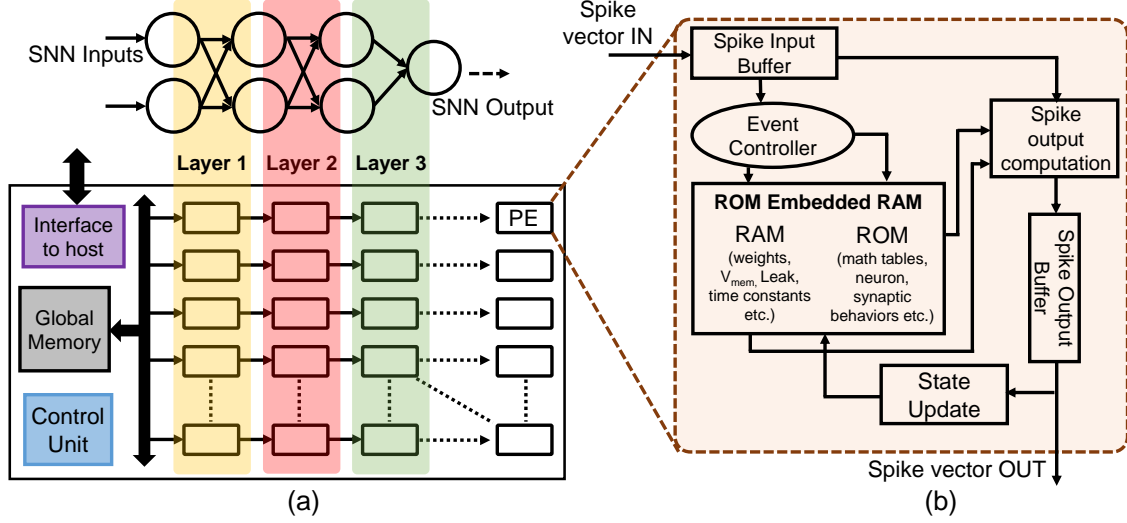 SNN Inputs
SNN Output
Layer 1
Layer 2
Layer 3
Interface
to host
Global
Memory
Control
Unit
PE
(a)
Spike
vector IN
Spike Input
Buffer
Event
Controller
Spike
output
computation
ROM Embedded RAM
RAM
(weights,
Vmem, Leak,
time constants
etc.)
ROM
(math tables,
neuron,
synaptic
behaviors etc.)
Spike Output
Buffer
State
Update
Spike vector OUT
(b)